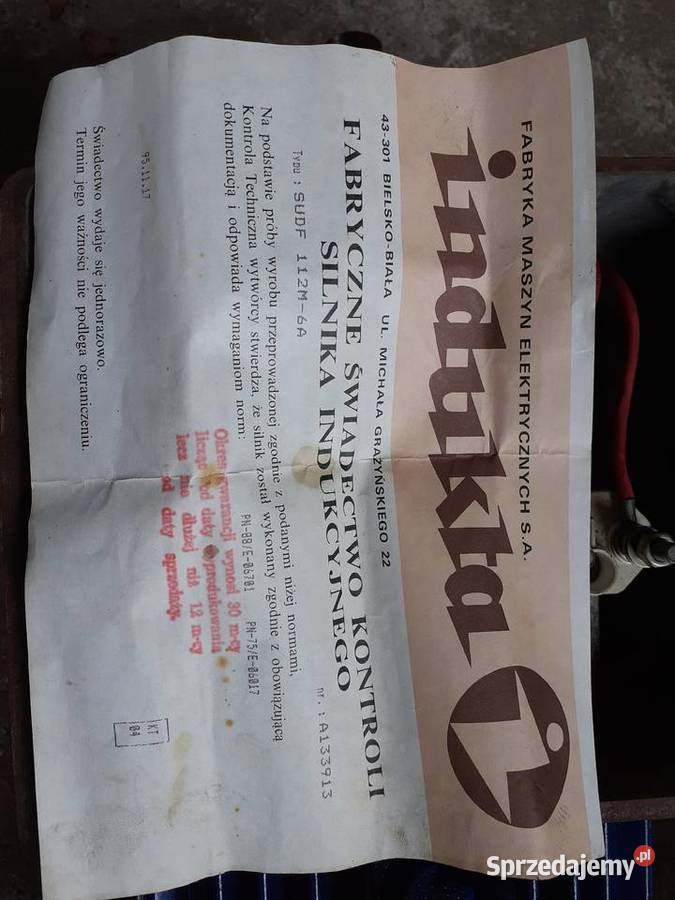 FABRYKA MASZYN ELEKTRYCZNYCH S.A.
indukta
43-301 BIELSKO-BIAŁA UL. MICHAŁA GRAŻYŃSKIEGO 22
FABRYCZNE ŚWIADECTWO KONTROLI
SILNIKA INDUKCYJNEGO
Typu : SUDF 112M-6A nr.: A133913
Na podstawie próby wyrobu przeprowadzonej zgodnie z podanymi niżej normami,
Kontrola Techniczna wytwórcy stwierdza, że silnik został wykonany zgodnie z obowiązującą
dokumentacją i odpowiada wymaganiom norm:
PN-88/E-06701 PN-75/E-06017
Okres gwarancji wynosi 30 m-cy
licząc od daty wyprodukowania
lecz nie dłużej niż 12 m-cy
od daty sprzedaży.
95.11.17
KT
04
Świadectwo wydaje się jednorazowo.
Termin jego ważności nie podlega ograniczeniu.
Sprzedajemy.pl